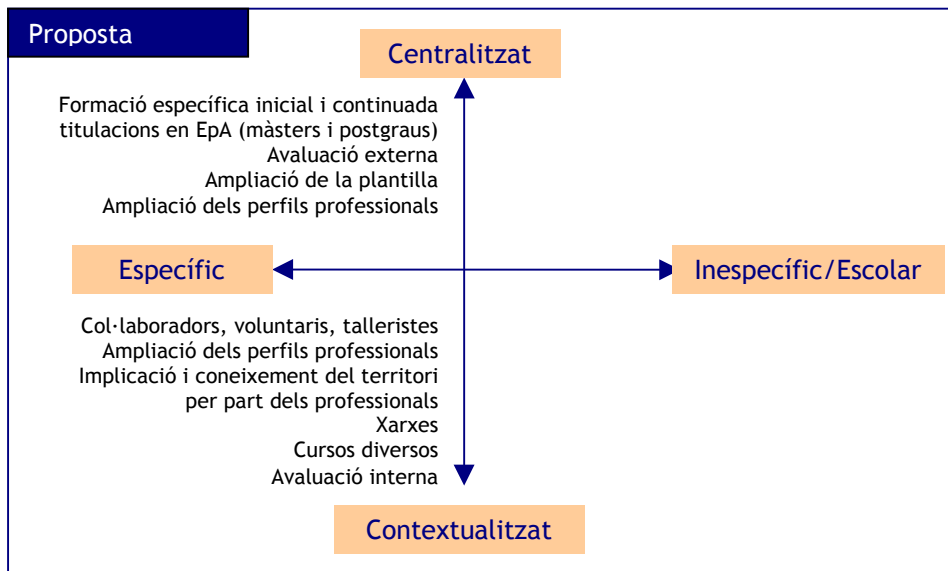 Proposta
Centralitzat
Formació específica inicial i continuada
titulacions en EpA (màsters i postgraus)
Avaluació externa
Ampliació de la plantilla
Ampliació dels perfils professionals
Específic
Inespecífic/Escolar
Col·laboradors, voluntaris, talleristes
Ampliació dels perfils professionals
Implicació i coneixement del territori
per part dels professionals
Xarxes
Cursos diversos
Avaluació interna
Contextualitzat